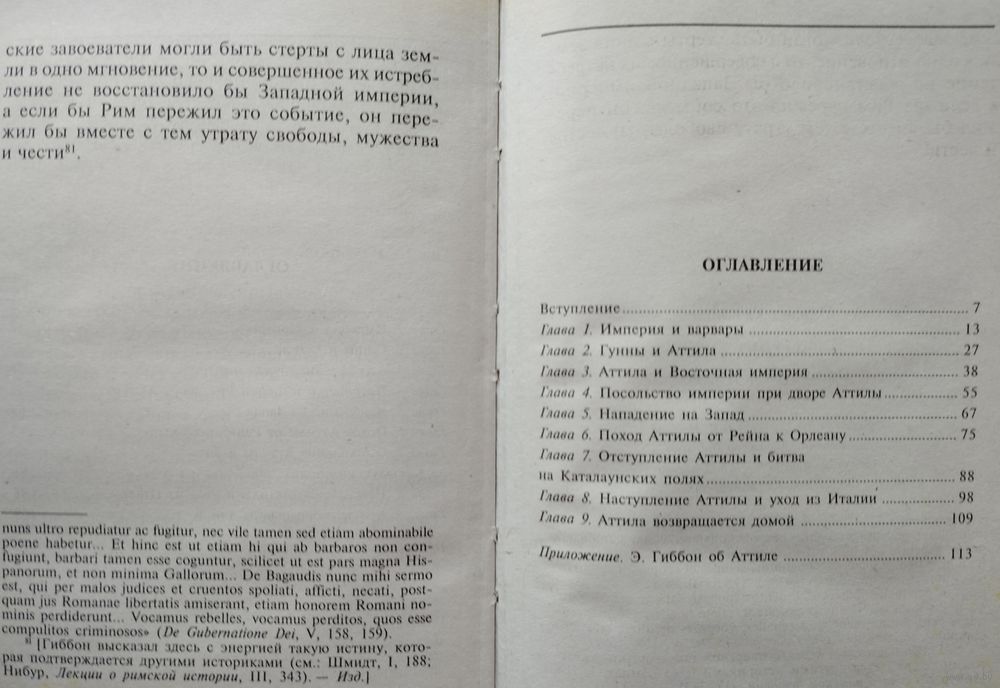 ские завоеватели могли быть стерты с лица зем-
ли в одно мгновение, то и совершенное их истреб-
ление не восстановило бы Западной империи,
а если бы Рим пережил это событие, он пере-
жил бы вместе с тем утрату свободы, мужества
и чести⁸¹.
nuns ultro repudiatur ac fugitur, nec vile tamen sed etiam abominabile
poene habetur... Et hinc est ut etiam hi qui ab barbaros non con-
fugiunt, barbari tamen esse coguntur, scilicet ut est pars magna His-
panorum, et non minima Gallorum... De Bagaudis nunc mihi sermo
est, qui per malos judices et cruentos spoliati, afflicti, necati, post-
quam jus Romanae libertatis amiserant, etiam honorem Romani no-
minis perdiderunt... Vocamus rebelles, vocamus perditos, quos esse
compulitos criminosos» (De Gubernatione Dei, V, 158, 159).
⁸¹ [Гиббон высказал здесь с энергией такую истину, кото-
рая подтверждается другими историками (см.: Шмидт, I, 188;
Нибур, Лекции о римской истории, III, 343). — Изд.]
ОГЛАВЛЕНИЕ
Вступление 7
Глава 1. Империя и варвары 13
Глава 2. Гунны и Аттила 27
Глава 3. Аттила и Восточная империя 38
Глава 4. Посольство империи при дворе Аттилы 55
Глава 5. Нападение на Запад 67
Глава 6. Поход Аттилы от Рейна к Орлеану 75
Глава 7. Отступление Аттилы и битва
на Каталаунских полях 88
Глава 8. Наступление Аттилы и уход из Италии 98
Глава 9. Аттила возвращается домой 109
Приложение. Э. Гиббон об Аттиле 113